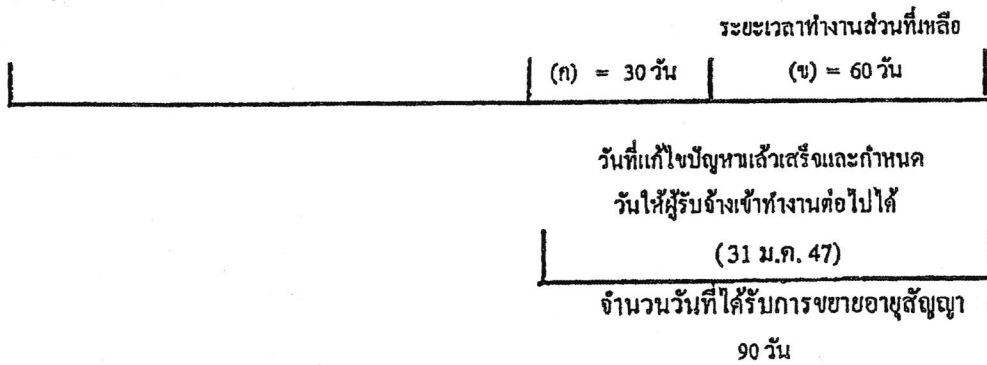 ระยะเวลาทำงานส่วนที่เหลือ
(ก) = 30 วัน (ข) = 60 วัน
วันที่แก้ไขปัญหาแล้วเสร็จและกำหนด
วันให้ผู้รับจ้างเข้าทำงานต่อไปได้
(31 ม.ค. 47)
จำนวนวันที่ได้รับการขยายอายุสัญญา
90 วัน